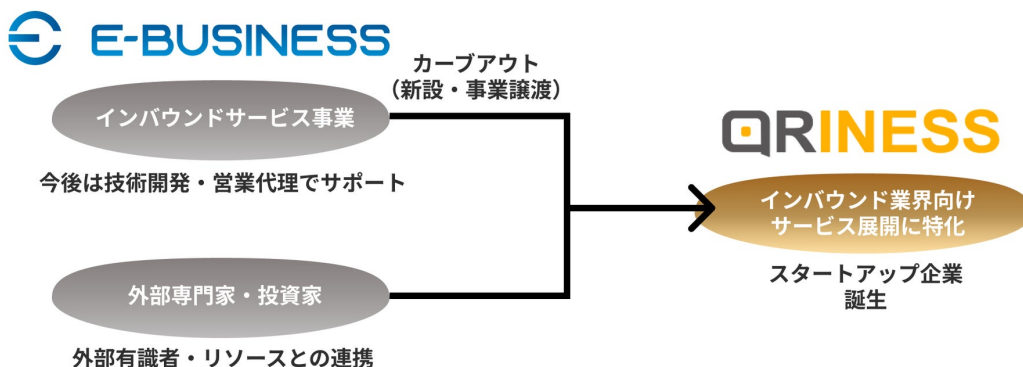 E-BUSINESS
カーブアウト
（新設・事業譲渡）
インバウンドサービス事業
今後は技術開発・営業代理でサポート
外部専門家・投資家
外部有識者・リソースとの連携
QRINESS
インバウンド業界向け
サービス展開に特化
スタートアップ企業
誕生